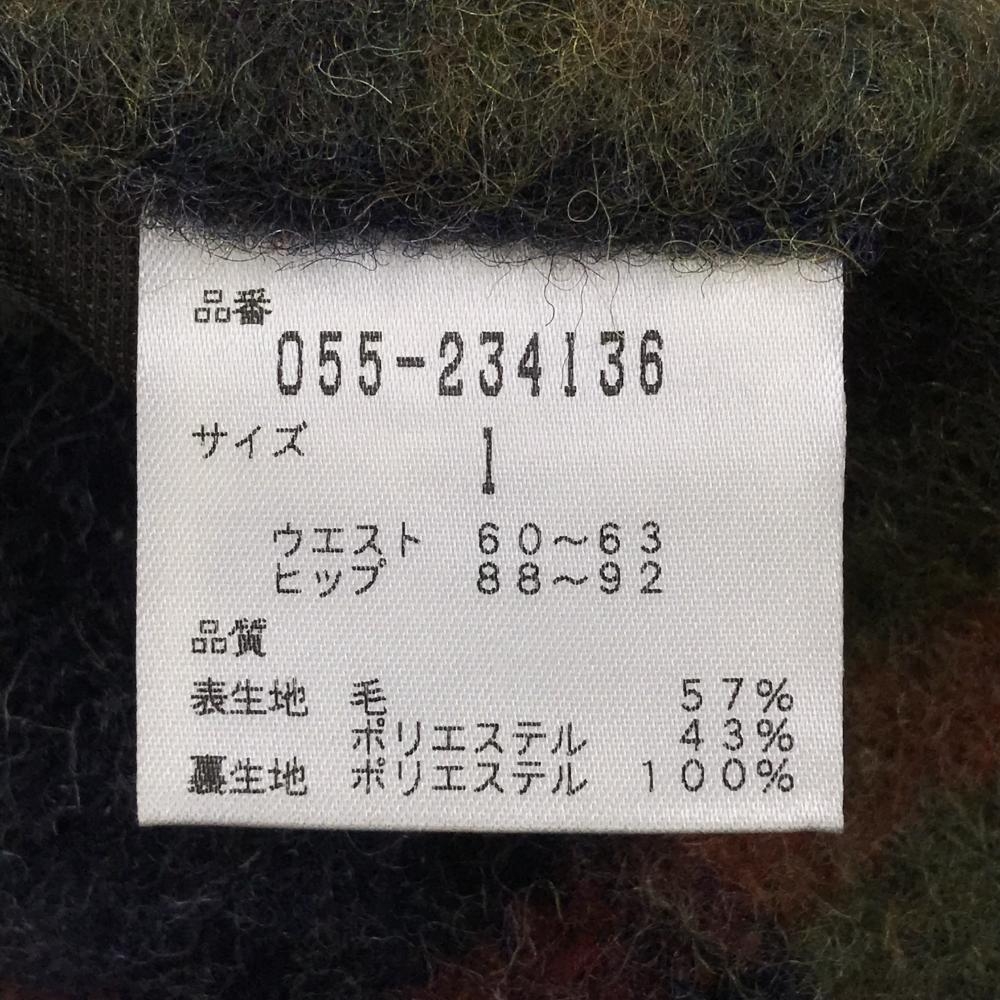 品番
055-234136
サイズ 1
ウエスト 60～63
ヒップ 88～92
品質
表生地 毛 57%
ポリエステル 43%
裏生地 ポリエステル 100%